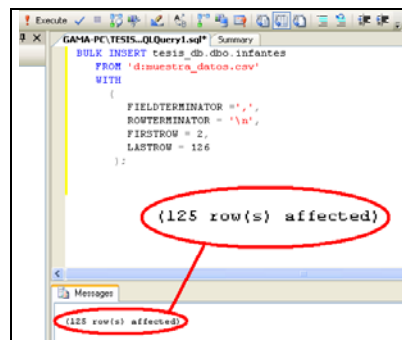 Execute
GAMA-PC\TESIS...QLQuery1.sql* Summary
BULK INSERT tesis_db.dbo.infantes
FROM 'd:muestra_datos.csv'
WITH
(
FIELDTERMINATOR =',',
ROWTERMINATOR = '\n',
FIRSTROW = 2,
LASTROW = 126
);
(125 row(s) affected)
Messages
(125 row(s) affected)